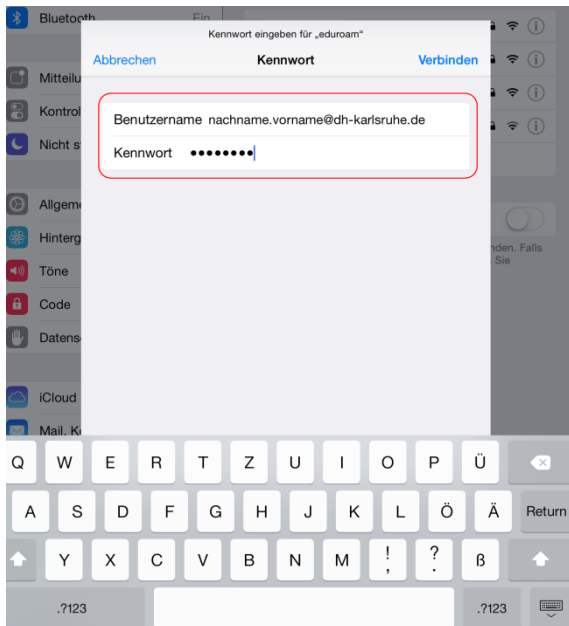 Bluetooth Ein
Kennwort eingeben für „eduroam“
Abbrechen Kennwort Verbinden
Mitteilu
Benutzername nachname.vorname@dh-karlsruhe.de
Kontrol
Kennwort ••••••••
Nicht s
Allgeme
Hinterg
nden. Falls
Sie
Töne
Code
Datens
iCloud
Mail, Ko
Q W E R T Z U I O P Ü
A S D F G H J K L Ö Ä Return
Y X C V B N M ! , ? . ß
.?123 .?123